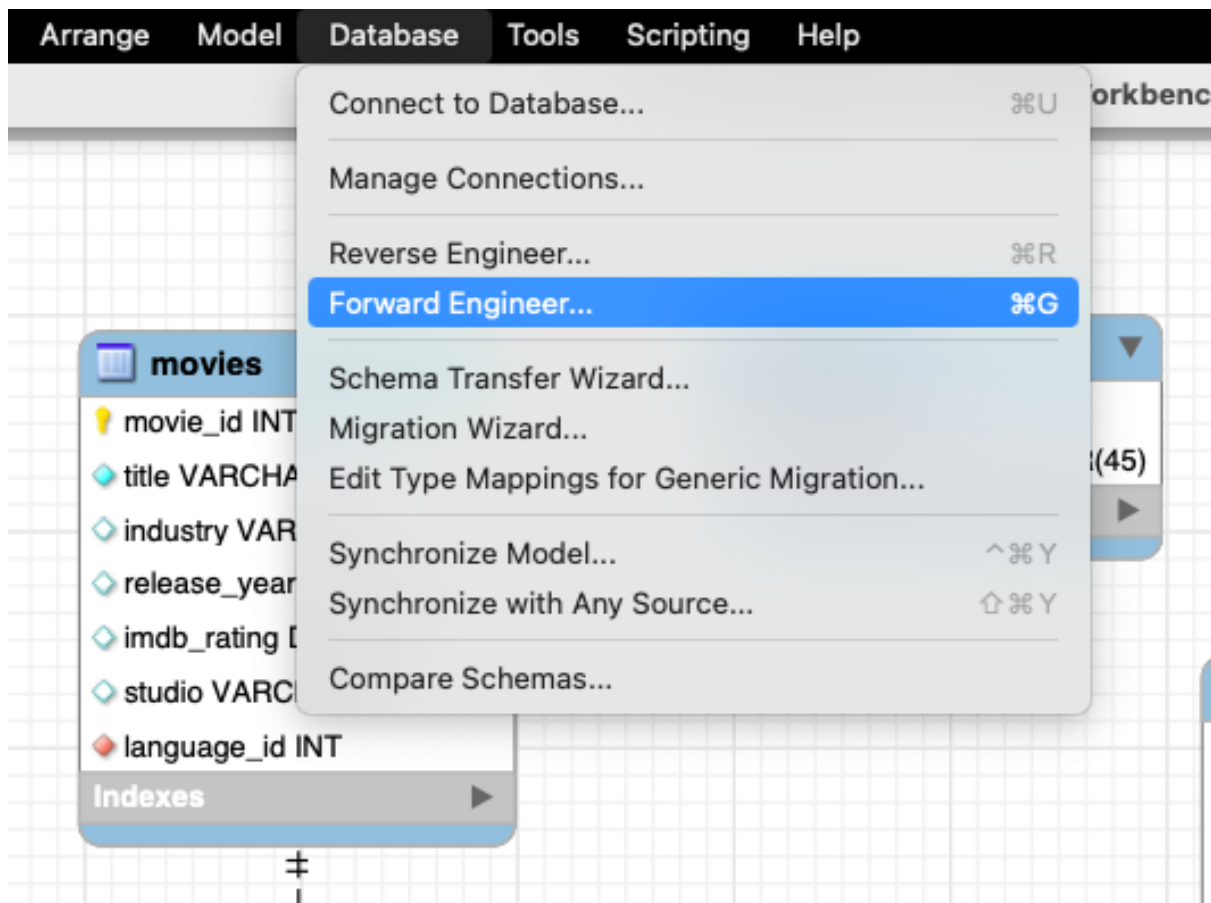 Arrange Model Database Tools Scripting Help
Connect to Database... ⌘U
Manage Connections...
Reverse Engineer... ⌘R
Forward Engineer... ⌘G
Schema Transfer Wizard...
Migration Wizard...
Edit Type Mappings for Generic Migration...
Synchronize Model... ^⌘Y
Synchronize with Any Source... ⇧⌘Y
Compare Schemas...
orkbenc
movies
movie_id INT
title VARCHA
industry VAR
release_year
imdb_rating
studio VARC
language_id INT
Indexes
(45)